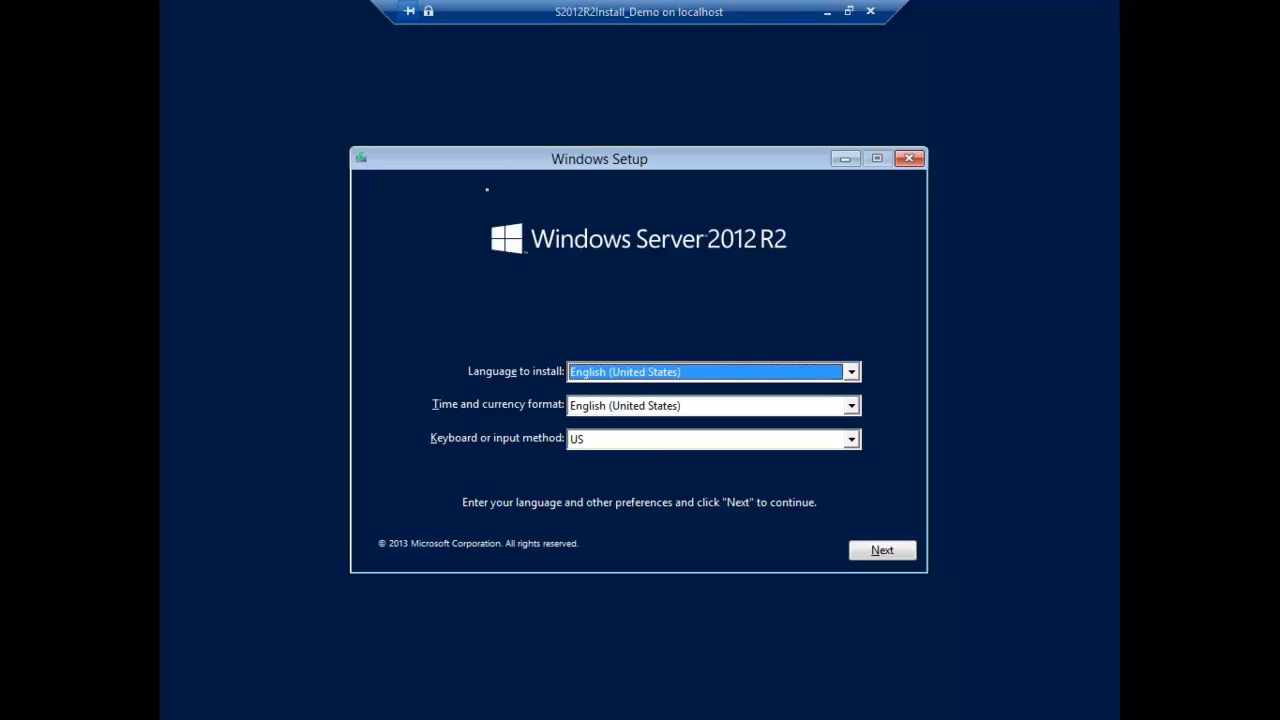 S2012R2Install_Demo on localhost
Windows Setup
Windows Server 2012 R2
Language to install: English (United States)
Time and currency format: English (United States)
Keyboard or input method: US
Enter your language and other preferences and click "Next" to continue.
© 2013 Microsoft Corporation. All rights reserved.
Next